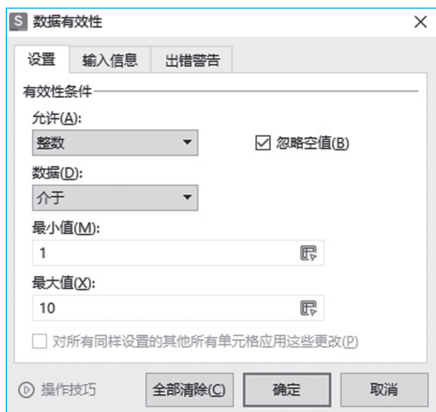 S 数据有效性
设置 输入信息 出错警告
有效性条件
允许(A):
整数 忽略空值(B)
数据(D):
介于
最小值(M):
1
最大值(X):
10
对所有同样设置的其他所有单元格应用这些更改(P)
操作技巧 全部清除(C) 确定 取消